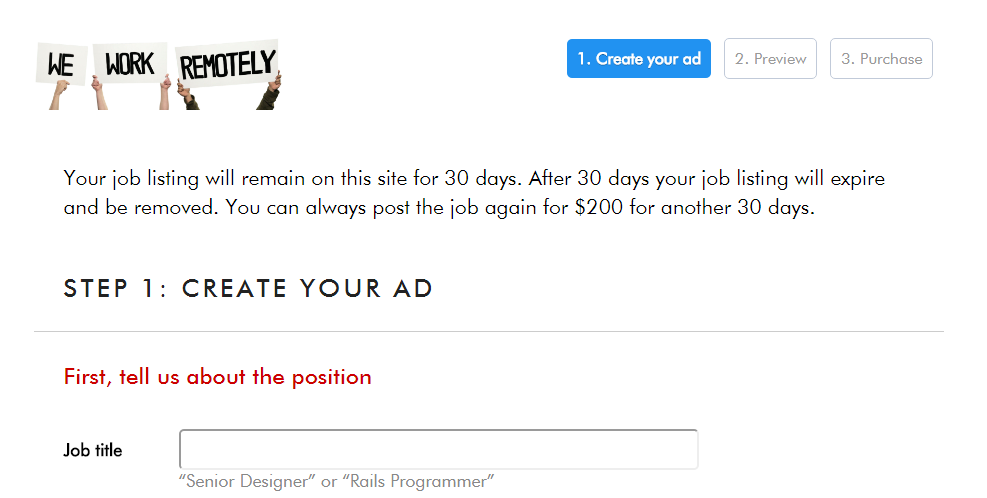 WE WORK REMOTELY
1. Create your ad
2. Preview
3. Purchase
Your job listing will remain on this site for 30 days. After 30 days your job listing will expire
and be removed. You can always post the job again for $200 for another 30 days.
STEP 1: CREATE YOUR AD
First, tell us about the position
Job title
“Senior Designer” or “Rails Programmer”